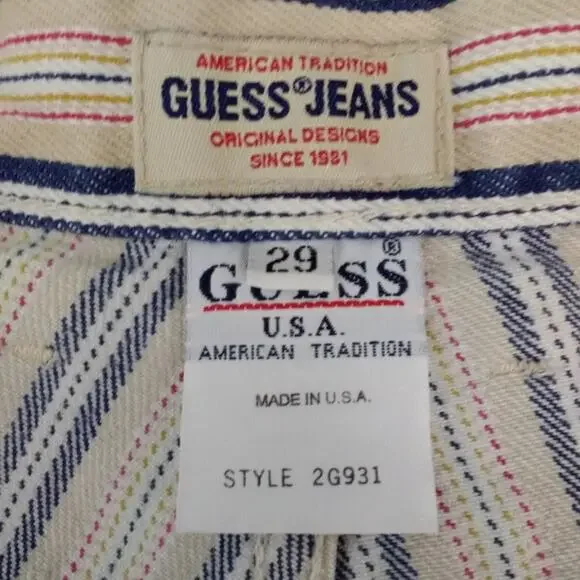 AMERICAN TRADITION
GUESS® JEANS
ORIGINAL DESIGNS
SINCE 1981
29
GUESS®
U.S.A.
AMERICAN TRADITION
MADE IN U.S.A.
STYLE 2G931